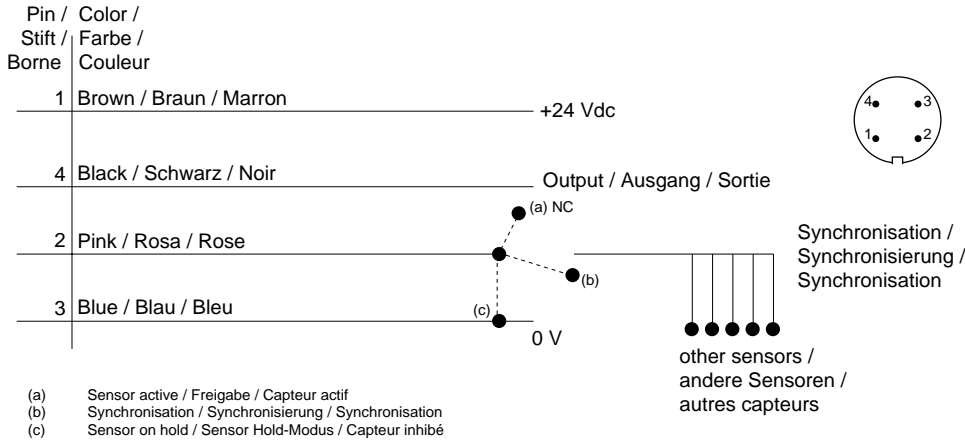 Pin / Color /
Stift / Farbe /
Borne Couleur
1 Brown / Braun / Marron
+24 Vdc
4 3
1 2
4 Black / Schwarz / Noir
Output / Ausgang / Sortie
(a) NC
2 Pink / Rosa / Rose
Synchronisation /
Synchronisierung /
Synchronisation
(b)
3 Blue / Blau / Bleu
(c)
0 V
other sensors /
andere Sensoren /
autres capteurs
(a) Sensor active / Freigabe / Capteur actif
(b) Synchronisation / Synchronisierung / Synchronisation
(c) Sensor on hold / Sensor Hold-Modus / Capteur inhibé